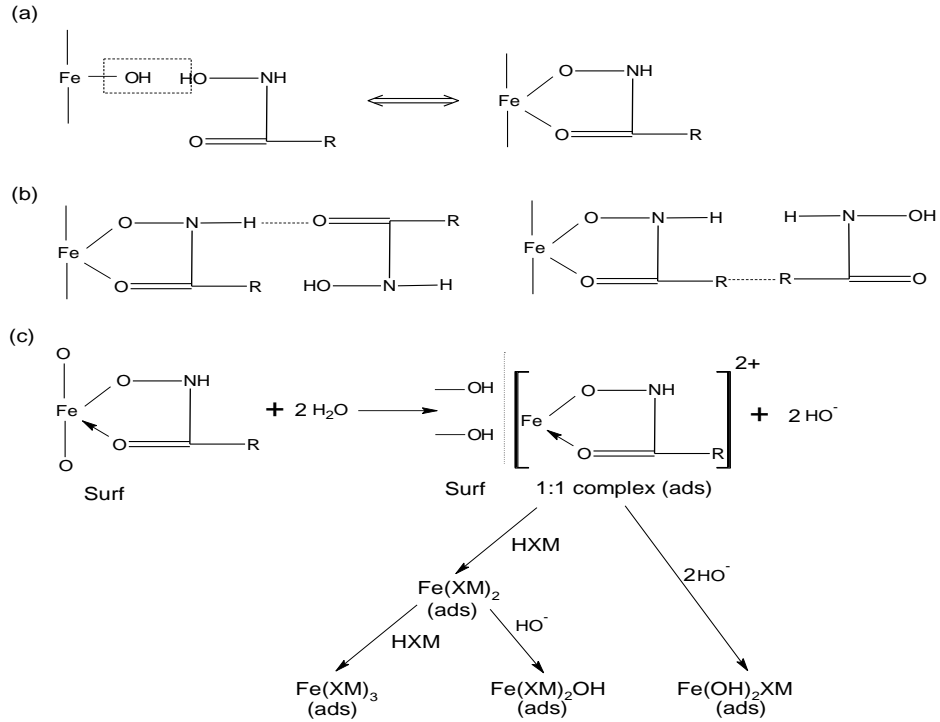 (a)
Fe OH HO NH O NH
Fe
O R O R
(b)
O N H O R O N H H N OH
Fe Fe
O R HO N H O R R O
(c)
O
O NH OH O NH 2+
Fe + 2 H₂O Fe + 2 HO⁻
O R OH O R
O
Surf Surf 1:1 complex (ads)
HXM 2HO⁻
Fe(XM)₂
(ads)
HXM HO⁻
Fe(XM)₃ Fe(XM)₂OH Fe(OH)₂XM
(ads) (ads) (ads)